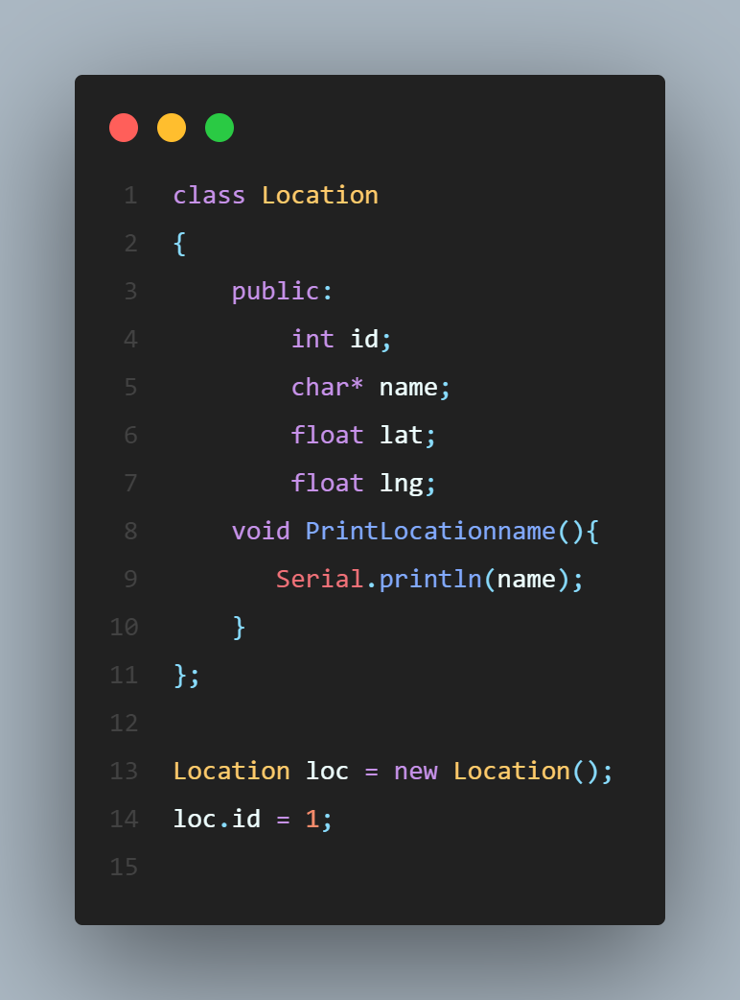 1 class Location
2 {
3     public:
4         int id;
5         char* name;
6         float lat;
7         float lng;
8     void PrintLocationname(){
9        Serial.println(name);
10     }
11 };
12
13 Location loc = new Location();
14 loc.id = 1;
15